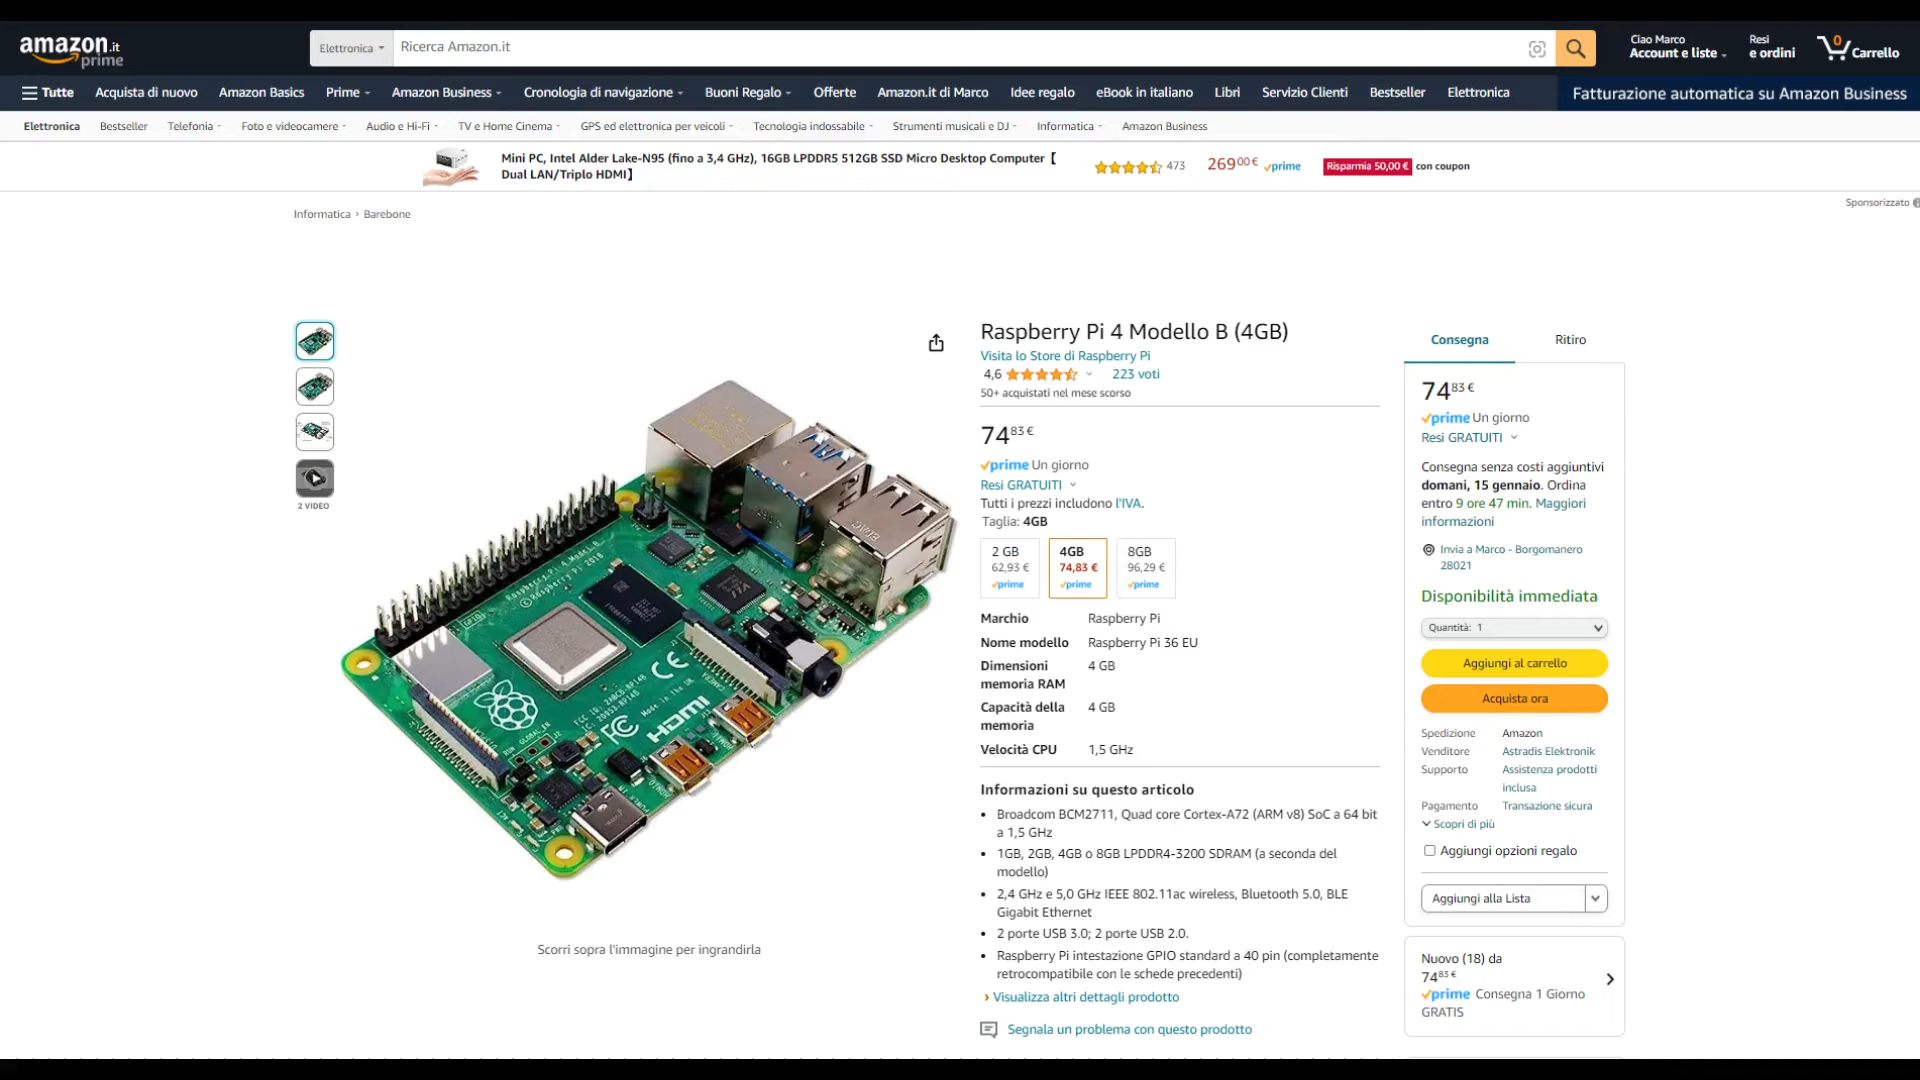 amazon.it
prime
Elettronica
Ricerca Amazon.it
Ciao Marco
Account e liste
Resi
e ordini
0
Carrello
Tutte
Acquista di nuovo
Amazon Basics
Prime
Amazon Business
Cronologia di navigazione
Buoni Regalo
Offerte
Amazon.it di Marco
Idee regalo
eBook in italiano
Libri
Servizio Clienti
Bestseller
Elettronica
Fatturazione automatica su Amazon Business
Elettronica
Bestseller
Telefonia
Foto e videocamere
Audio e Hi-Fi
TV e Home Cinema
GPS ed elettronica per veicoli
Tecnologia indossabile
Strumenti musicali e DJ
Informatica
Amazon Business
Mini PC, Intel Alder Lake-N95 (fino a 3,4 GHz), 16GB LPDDR5 512GB SSD Micro Desktop Computer【
Dual LAN/Triplo HDMI】
473
269,00 €
prime
Risparmia 50,00 € con coupon
Sponsorizzato
Informatica › Barebone
2 VIDEO
Raspberry Pi 4 Model B
© Raspberry Pi 2018
HDMI
Made in the UK
CAMERA
Scorri sopra l'immagine per ingrandirla
Raspberry Pi 4 Modello B (4GB)
Visita lo Store di Raspberry Pi
4,6
223 voti
50+ acquistati nel mese scorso
74 83 €
prime Un giorno
Resi GRATUITI
Tutti i prezzi includono l'IVA.
Taglia: 4GB
2 GB
62,93 €
prime
4GB
74,83 €
prime
8GB
96,29 €
prime
Marchio Raspberry Pi
Nome modello Raspberry Pi 36 EU
Dimensioni 4 GB
memoria RAM
Capacità della 4 GB
memoria
Velocità CPU 1,5 GHz
Informazioni su questo articolo
• Broadcom BCM2711, Quad core Cortex-A72 (ARM v8) SoC a 64 bit
a 1,5 GHz
• 1GB, 2GB, 4GB o 8GB LPDDR4-3200 SDRAM (a seconda del
modello)
• 2,4 GHz e 5,0 GHz IEEE 802.11ac wireless, Bluetooth 5.0, BLE
Gigabit Ethernet
• 2 porte USB 3.0; 2 porte USB 2.0.
• Raspberry Pi intestazione GPIO standard a 40 pin (completamente
retrocompatibile con le schede precedenti)
› Visualizza altri dettagli prodotto
Segnala un problema con questo prodotto
Consegna
Ritiro
74 83 €
prime Un giorno
Resi GRATUITI
Consegna senza costi aggiuntivi
domani, 15 gennaio. Ordina
entro 9 ore 47 min. Maggiori
informazioni
Invia a Marco - Borgomanero
28021
Disponibilità immediata
Quantità: 1
Aggiungi al carrello
Acquista ora
Spedizione Amazon
Venditore Astradis Elektronik
Supporto Assistenza prodotti
inclusa
Pagamento Transazione sicura
Scopri di più
Aggiungi opzioni regalo
Aggiungi alla Lista
Nuovo (18) da
74 83 €
prime Consegna 1 Giorno
GRATIS